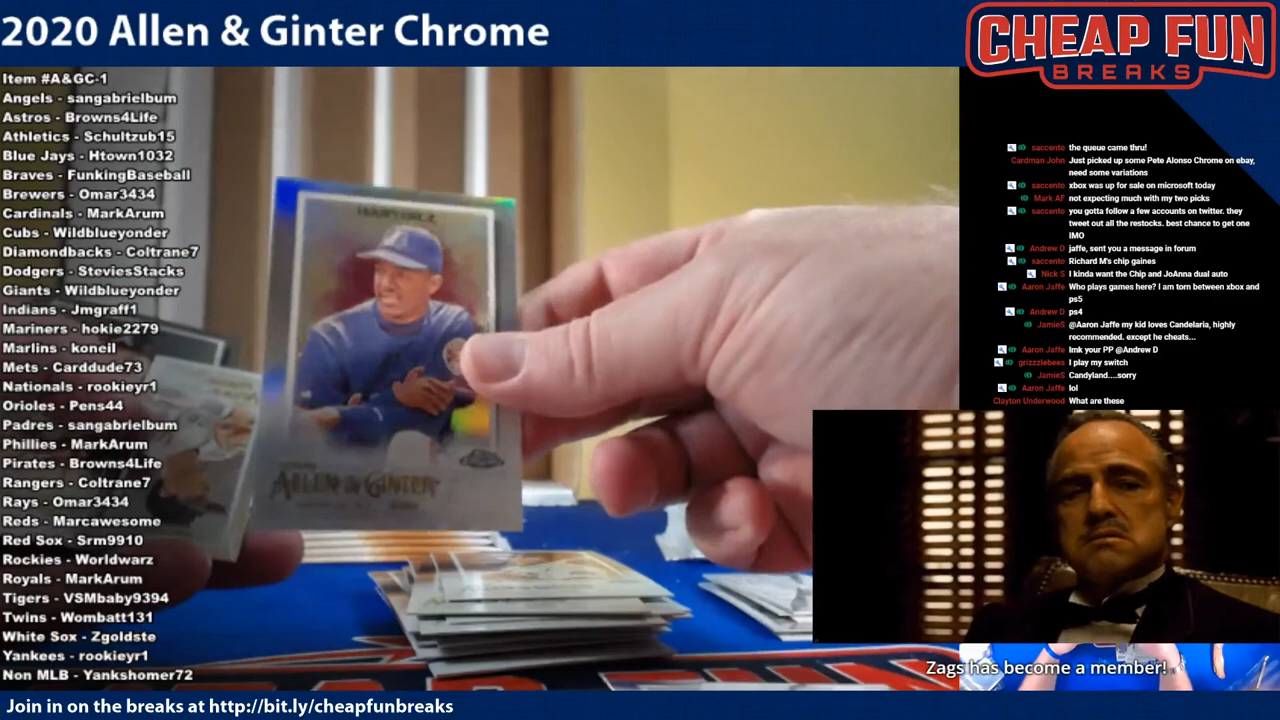 2020 Allen & Ginter Chrome
CHEAP FUN
BREAKS
Item #A&GC-1
Angels - sangabrielbum
Astros - Browns4Life
Athletics - Schultzub15
Blue Jays - Htown1032
Braves - FunkingBaseball
Brewers - Omar3434
Cardinals - MarkArum
Cubs - Wildblueyonder
Diamondbacks - Coltrane7
Dodgers - SteviesStacks
Giants - Wildblueyonder
Indians - Jmgraff1
Mariners - hokie2279
Marlins - koneil
Mets - Carddude73
Nationals - rookieyr1
Orioles - Pens44
Padres - sangabrielbum
Phillies - MarkArum
Pirates - Browns4Life
Rangers - Coltrane7
Rays - Omar3434
Reds - Marcawesome
Red Sox - Srm9910
Rockies - Worldwarz
Royals - MarkArum
Tigers - VSMbaby9394
Twins - Wombatt131
White Sox - Zgoldste
Yankees - rookieyr1
Non MLB - Yankshomer72
MARTINEZ
ALLEN & GINTER
saccento the queue came thru!
Cardman John Just picked up some Pete Alonso Chrome on ebay,
need some variations
saccento xbox was up for sale on microsoft today
Mark AF not expecting much with my two picks
saccento you gotta follow a few accounts on twitter. they
tweet out all the restocks. best chance to get one
IMO
Andrew D jaffe, sent you a message in forum
saccento Richard M's chip gaines
Nick S I kinda want the Chip and JoAnna dual auto
Aaron Jaffe Who plays games here? I am torn between xbox and
ps5
Andrew D ps4
JamieS @Aaron Jaffe my kid loves Candelaria, highly
recommended. except he cheats...
Aaron Jaffe lmk your PP @Andrew D
grizzzlebees I play my switch
JamieS Candyland....sorry
Aaron Jaffe lol
Clayton Underwood What are these
Zags has become a member!
Join in on the breaks at http://bit.ly/cheapfunbreaks